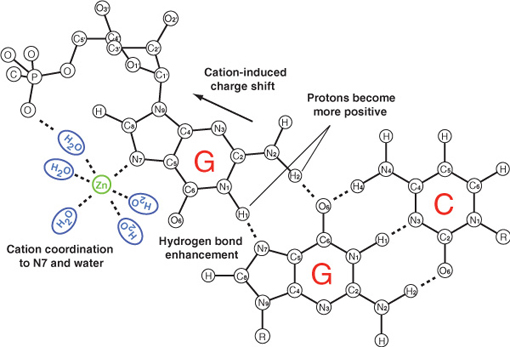 O3'
O2'
C5'
C4'
C3'
C2'
O
O
P
O
O
O1'
C1'
Cation-induced
charge shift
Protons become
more positive
H
C8
N9
C4
N3
H
N7
C5
G
C2
N2
H2
C6
N1
O6
H1
H2O
H2O
H2O
H2O
H2O
Zn
Cation coordination
to N7 and water
Hydrogen bond
enhancement
H
H
N4
C5
C6
H
H4
C4
C
N3
N1
R
C2
O6
O6
C6
N7
C5
G
N1
H1
H
C8
N9
C4
N3
C2
N2
H2
R
H